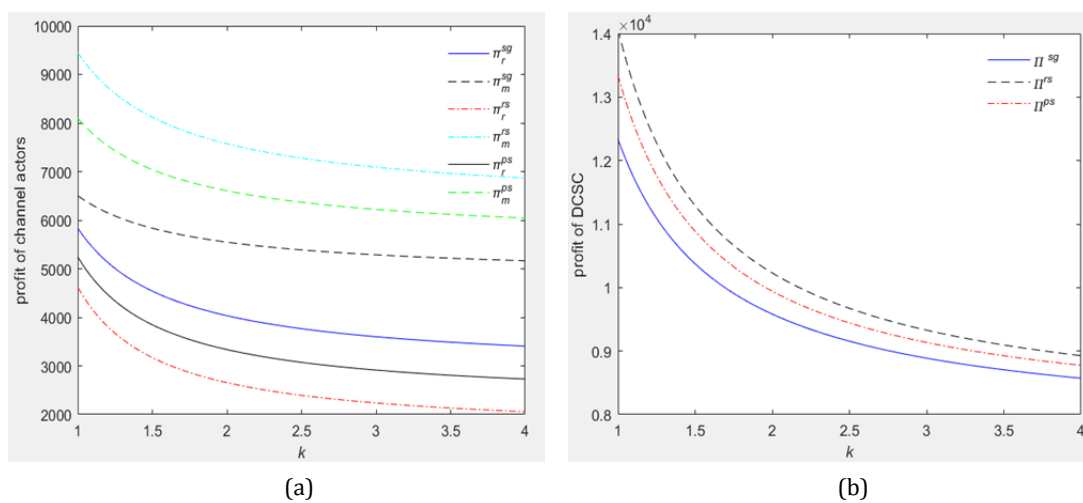 10000
9000
8000
7000
6000
5000
4000
3000
2000
profit of channel actors
1 1.5 2 2.5 3 3.5 4
k
π_r^sg
π_m^sg
π_r^rs
π_m^rs
π_r^ps
π_m^ps
(a)
×10^4
1.4
1.3
1.2
1.1
1
0.9
0.8
profit of DCSC
1 1.5 2 2.5 3 3.5 4
k
Π^sg
Π^rs
Π^ps
(b)